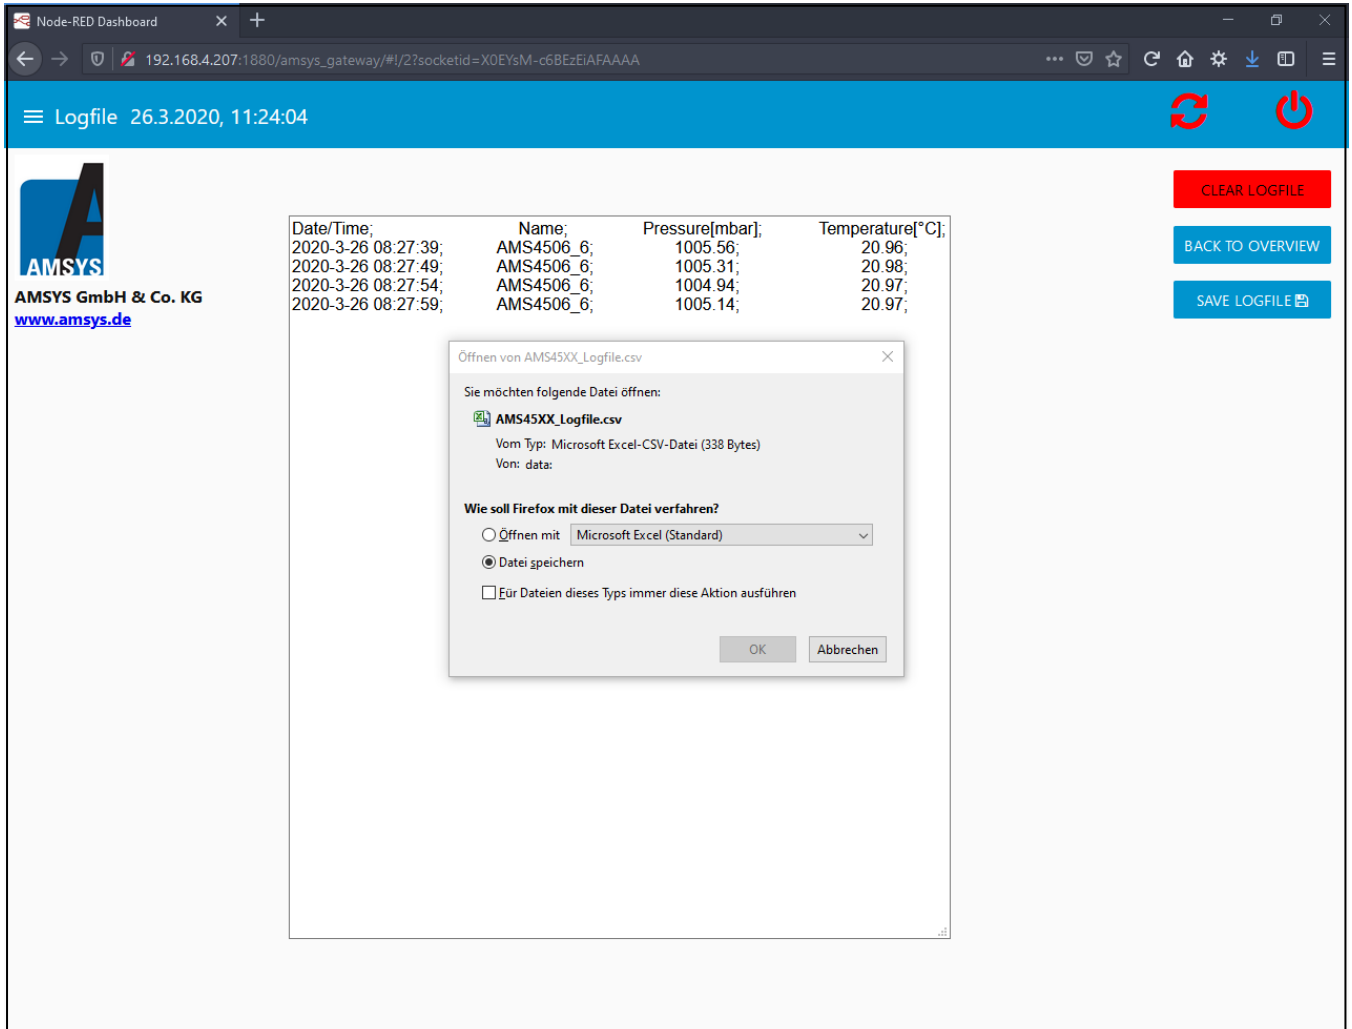 Node-RED Dashboard
192.168.4.207:1880/amsys_gateway/#!/2?socketid=X0EYsM-c6BEzEiAFAAAA
Logfile 26.3.2020, 11:24:04
AMSYS
AMSYS GmbH & Co. KG
www.amsys.de
CLEAR LOGFILE
BACK TO OVERVIEW
SAVE LOGFILE
Date/Time; Name; Pressure[mbar]; Temperature[°C];
2020-3-26 08:27:39; AMS4506_6; 1005.56; 20.96;
2020-3-26 08:27:49; AMS4506_6; 1005.31; 20.98;
2020-3-26 08:27:54; AMS4506_6; 1004.94; 20.97;
2020-3-26 08:27:59; AMS4506_6; 1005.14; 20.97;
Öffnen von AMS45XX_Logfile.csv
Sie möchten folgende Datei öffnen:
AMS45XX_Logfile.csv
Vom Typ: Microsoft Excel-CSV-Datei (338 Bytes)
Von: data:
Wie soll Firefox mit dieser Datei verfahren?
Öffnen mit Microsoft Excel (Standard)
Datei speichern
Für Dateien dieses Typs immer diese Aktion ausführen
OK Abbrechen